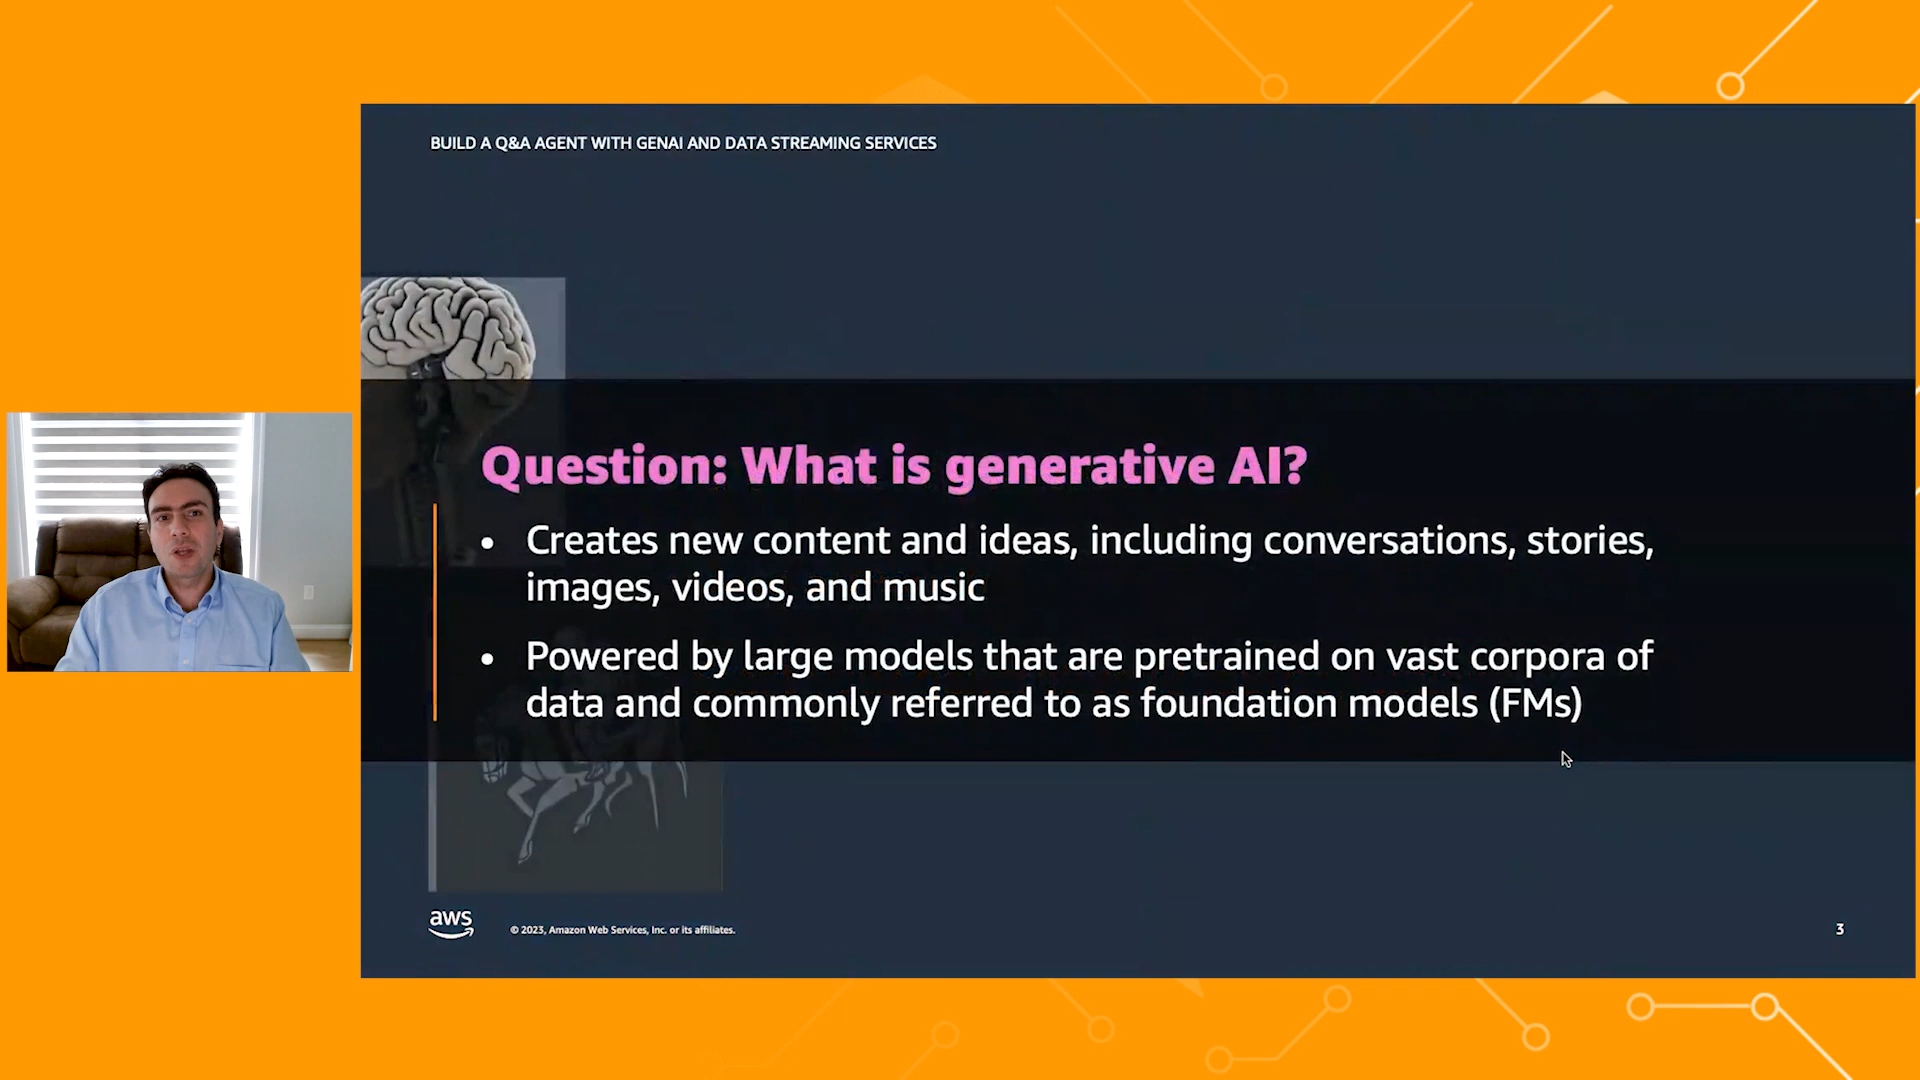 BUILD A Q&A AGENT WITH GENAI AND DATA STREAMING SERVICES
Question: What is generative AI?
• Creates new content and ideas, including conversations, stories,
images, videos, and music
• Powered by large models that are pretrained on vast corpora of
data and commonly referred to as foundation models (FMs)
aws
© 2023, Amazon Web Services, Inc. or its affiliates.
3